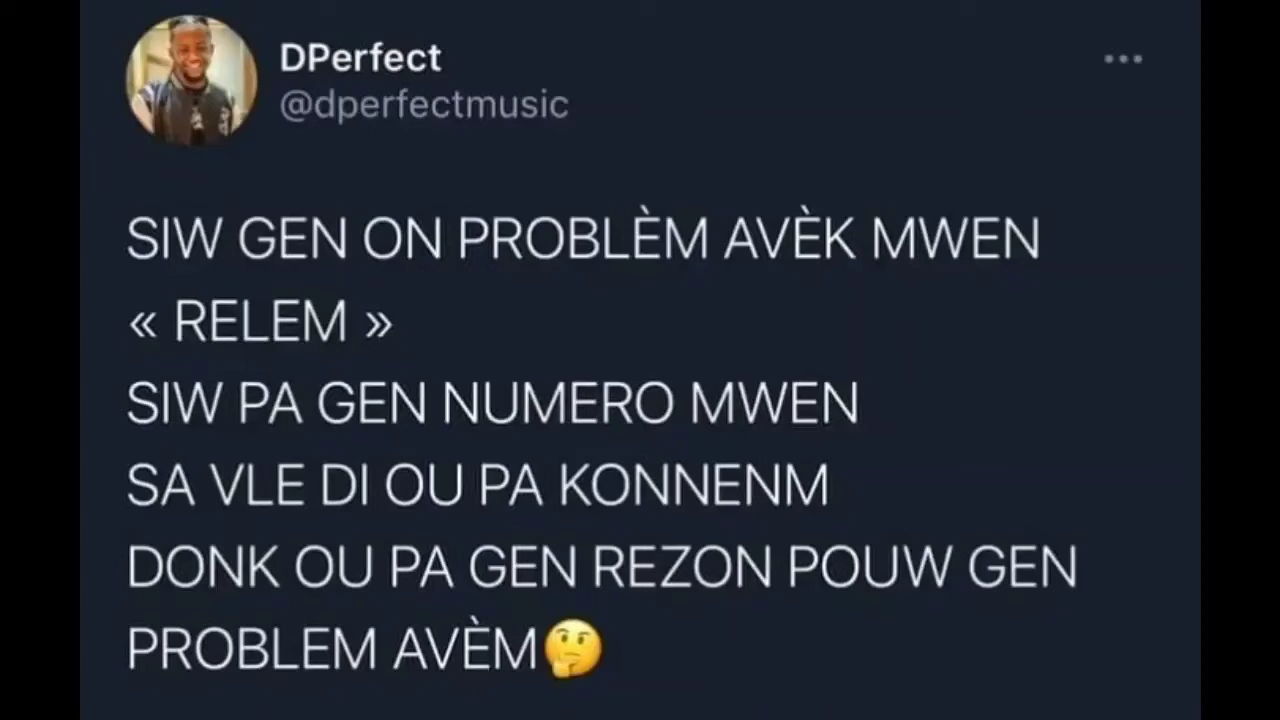 DPerfect
@dperfectmusic
SIW GEN ON PROBLÈM AVÈK MWEN
« RELEM »
SIW PA GEN NUMERO MWEN
SA VLE DI OU PA KONNENM
DONK OU PA GEN REZON POUW GEN
PROBLEM AVÈM🤔